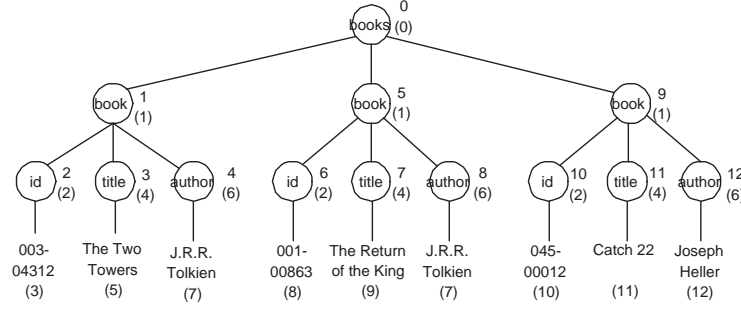 0
books (0)
1 5 9
book (1) book (1) book (1)
2 3 4 6 7 8 10 11 12
id (2) title (4) author (6) id (2) title (4) author (6) id (2) title (4) author (6)
003- The Two J.R.R. 001- The Return J.R.R. 045- Catch 22 Joseph
04312 Towers Tolkien 00863 of the King Tolkien 00012 Heller
(3) (5) (7) (8) (9) (7) (10) (11) (12)